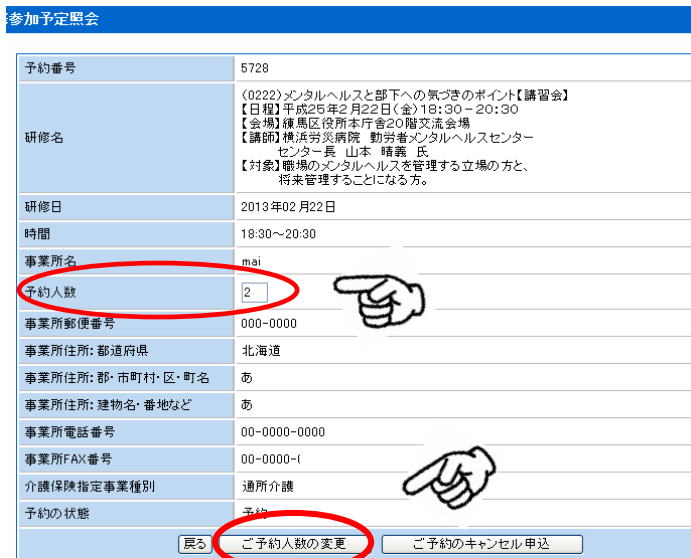 参加予定照会
予約番号 5728
(0222)メンタルヘルスと部下への気づきのポイント【講習会】
【日程】平成25年2月22日(金)18:30-20:30
【会場】練馬区役所本庁舎20階交流会場
研修名 【講師】横浜労災病院 勤労者メンタルヘルスセンター
センター長 山本 晴義 氏
【対象】職場のメンタルヘルスを管理する立場の方と、
将来管理することになる方。
研修日 2013年02月22日
時間 18:30~20:30
事業所名 mai
予約人数 2
事業所郵便番号 000-0000
事業所住所:都道府県 北海道
事業所住所:郡・市町村・区・町名 あ
事業所住所:建物名・番地など あ
事業所電話番号 00-0000-0000
事業所FAX番号 00-0000-(
介護保険指定事業種別 通所介護
予約の状態 予約
戻る ご予約人数の変更 ご予約のキャンセル申込